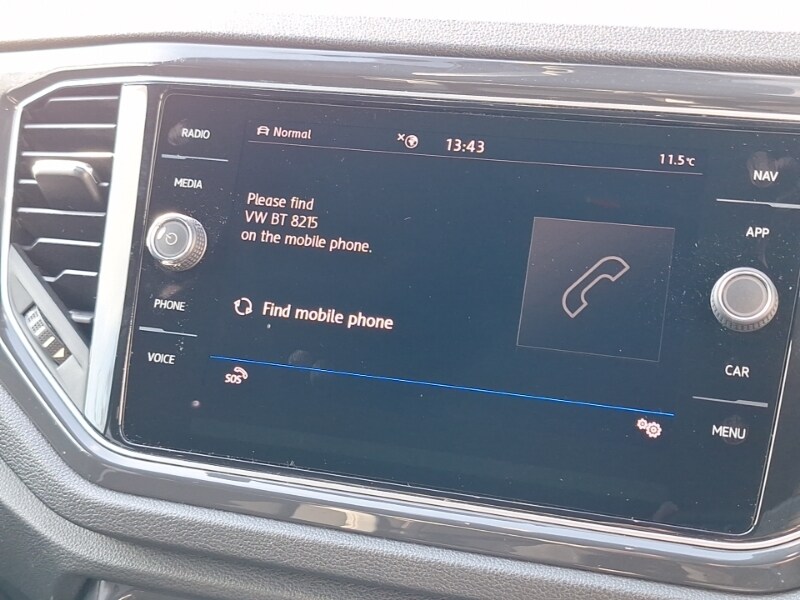 RADIO
MEDIA
PHONE
VOICE
Normal
13:43
11.5°C
Please find
VW BT 8215
on the mobile phone.
Find mobile phone
SOS
NAV
APP
CAR
MENU